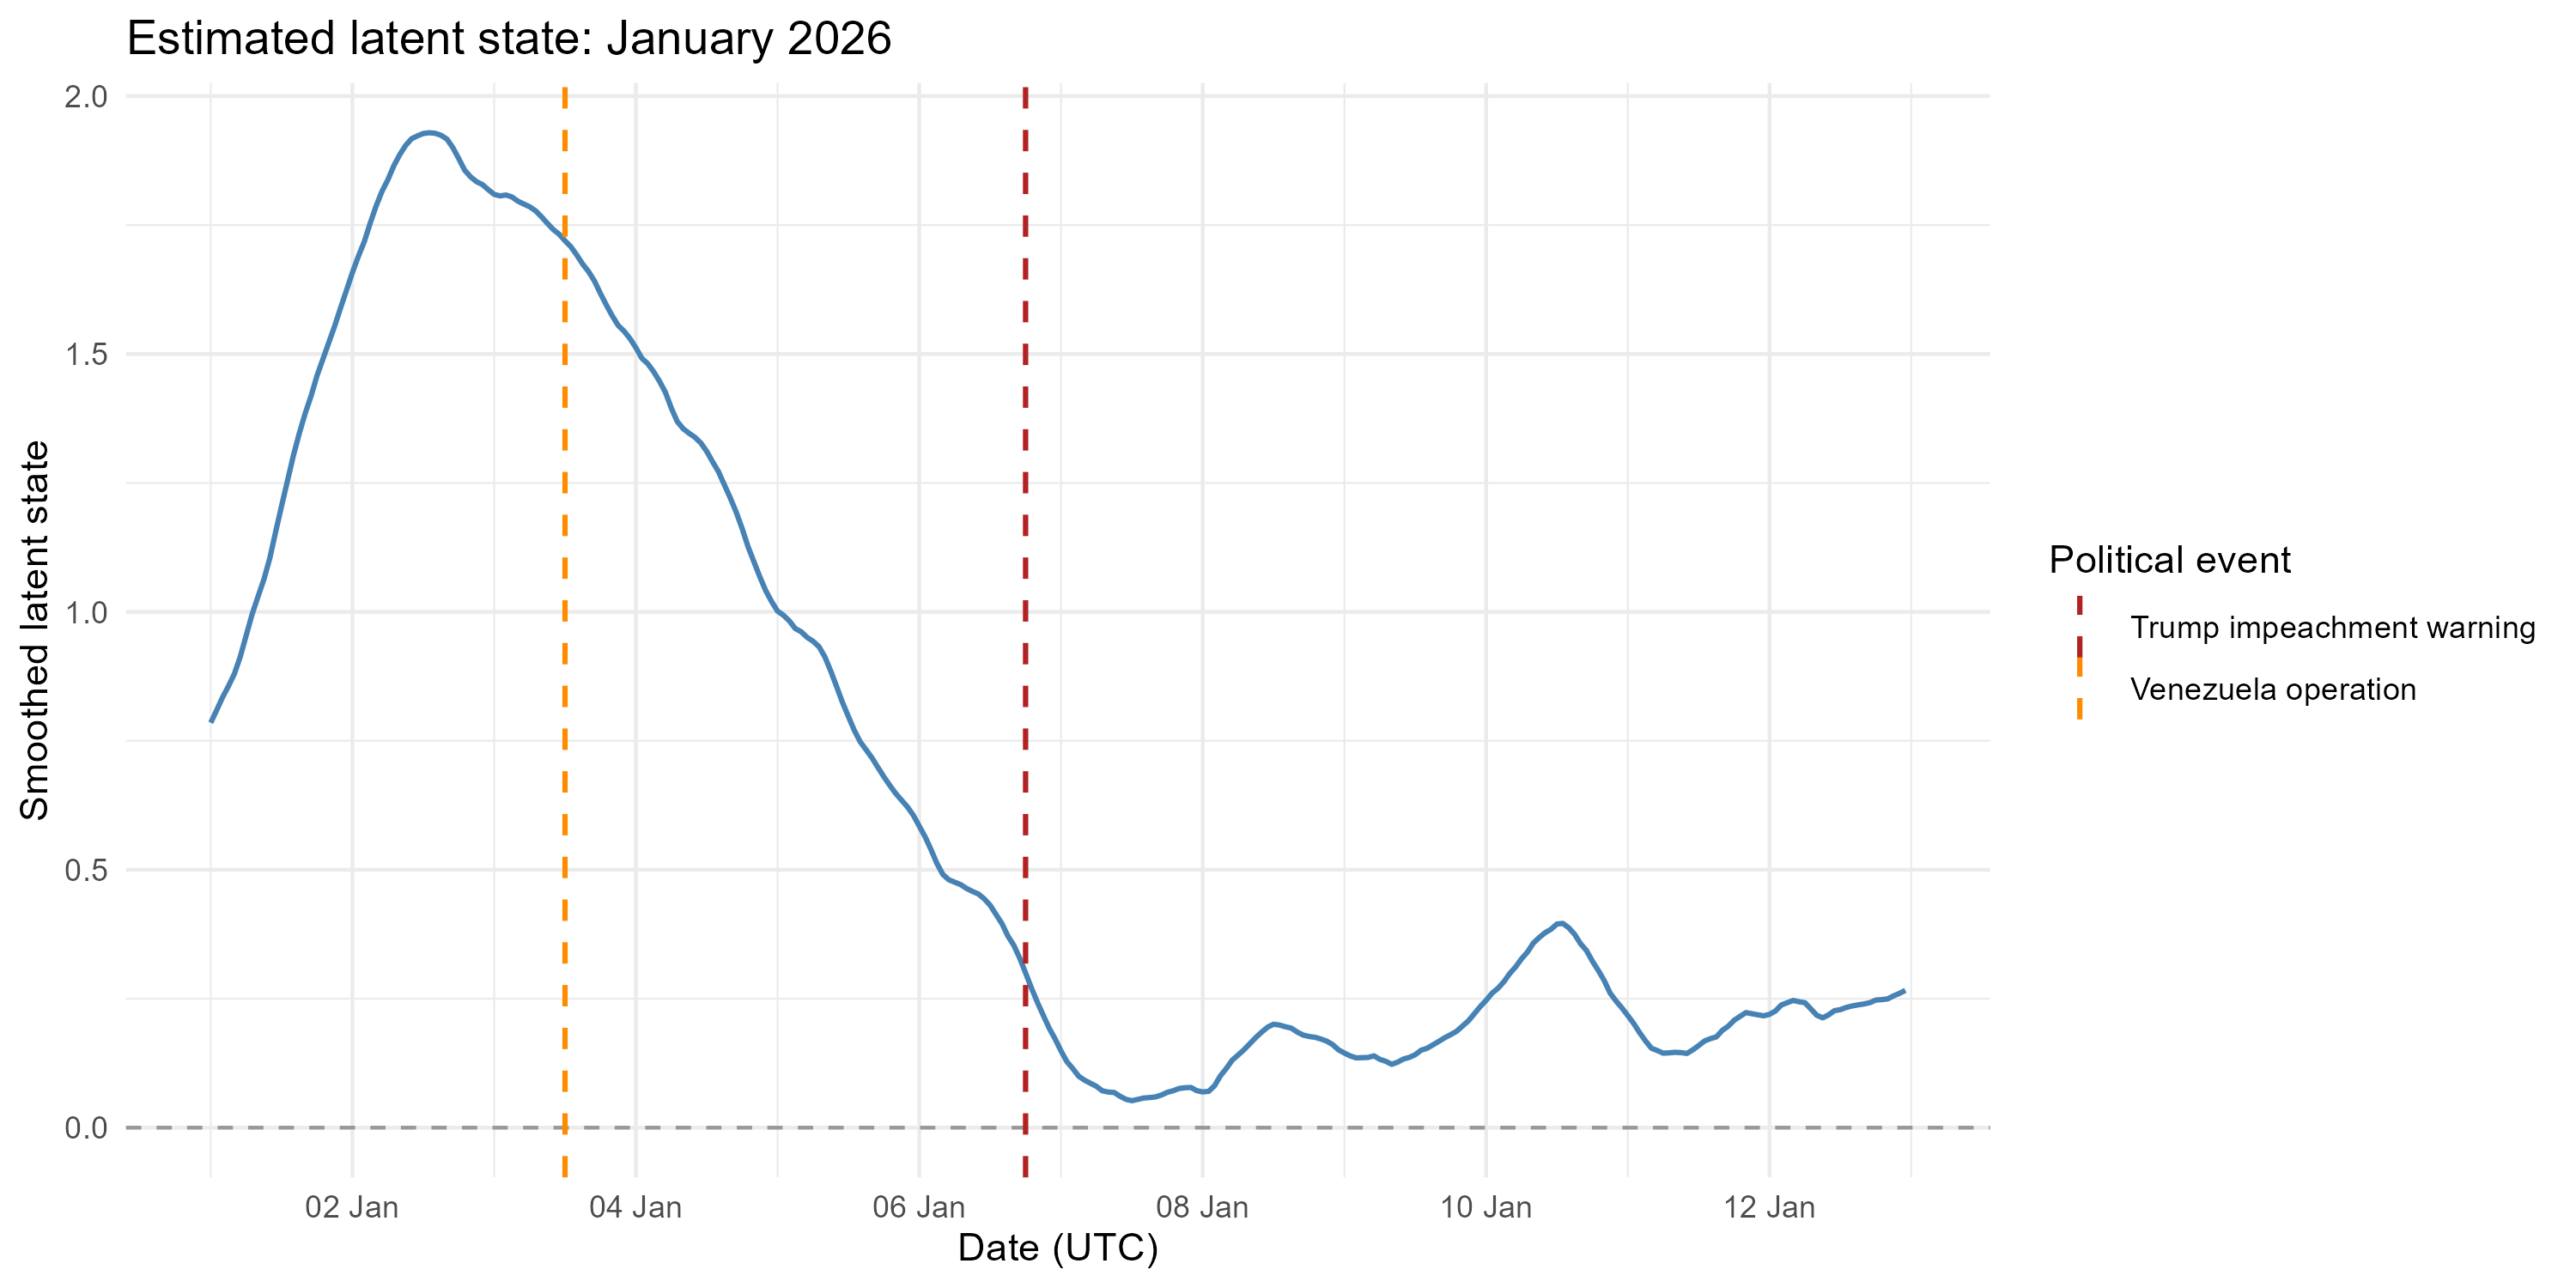 Estimated latent state: January 2026
2.0
1.5
1.0
0.5
0.0
Smoothed latent state
02 Jan
04 Jan
06 Jan
08 Jan
10 Jan
12 Jan
Date (UTC)
Political event
Trump impeachment warning
Venezuela operation